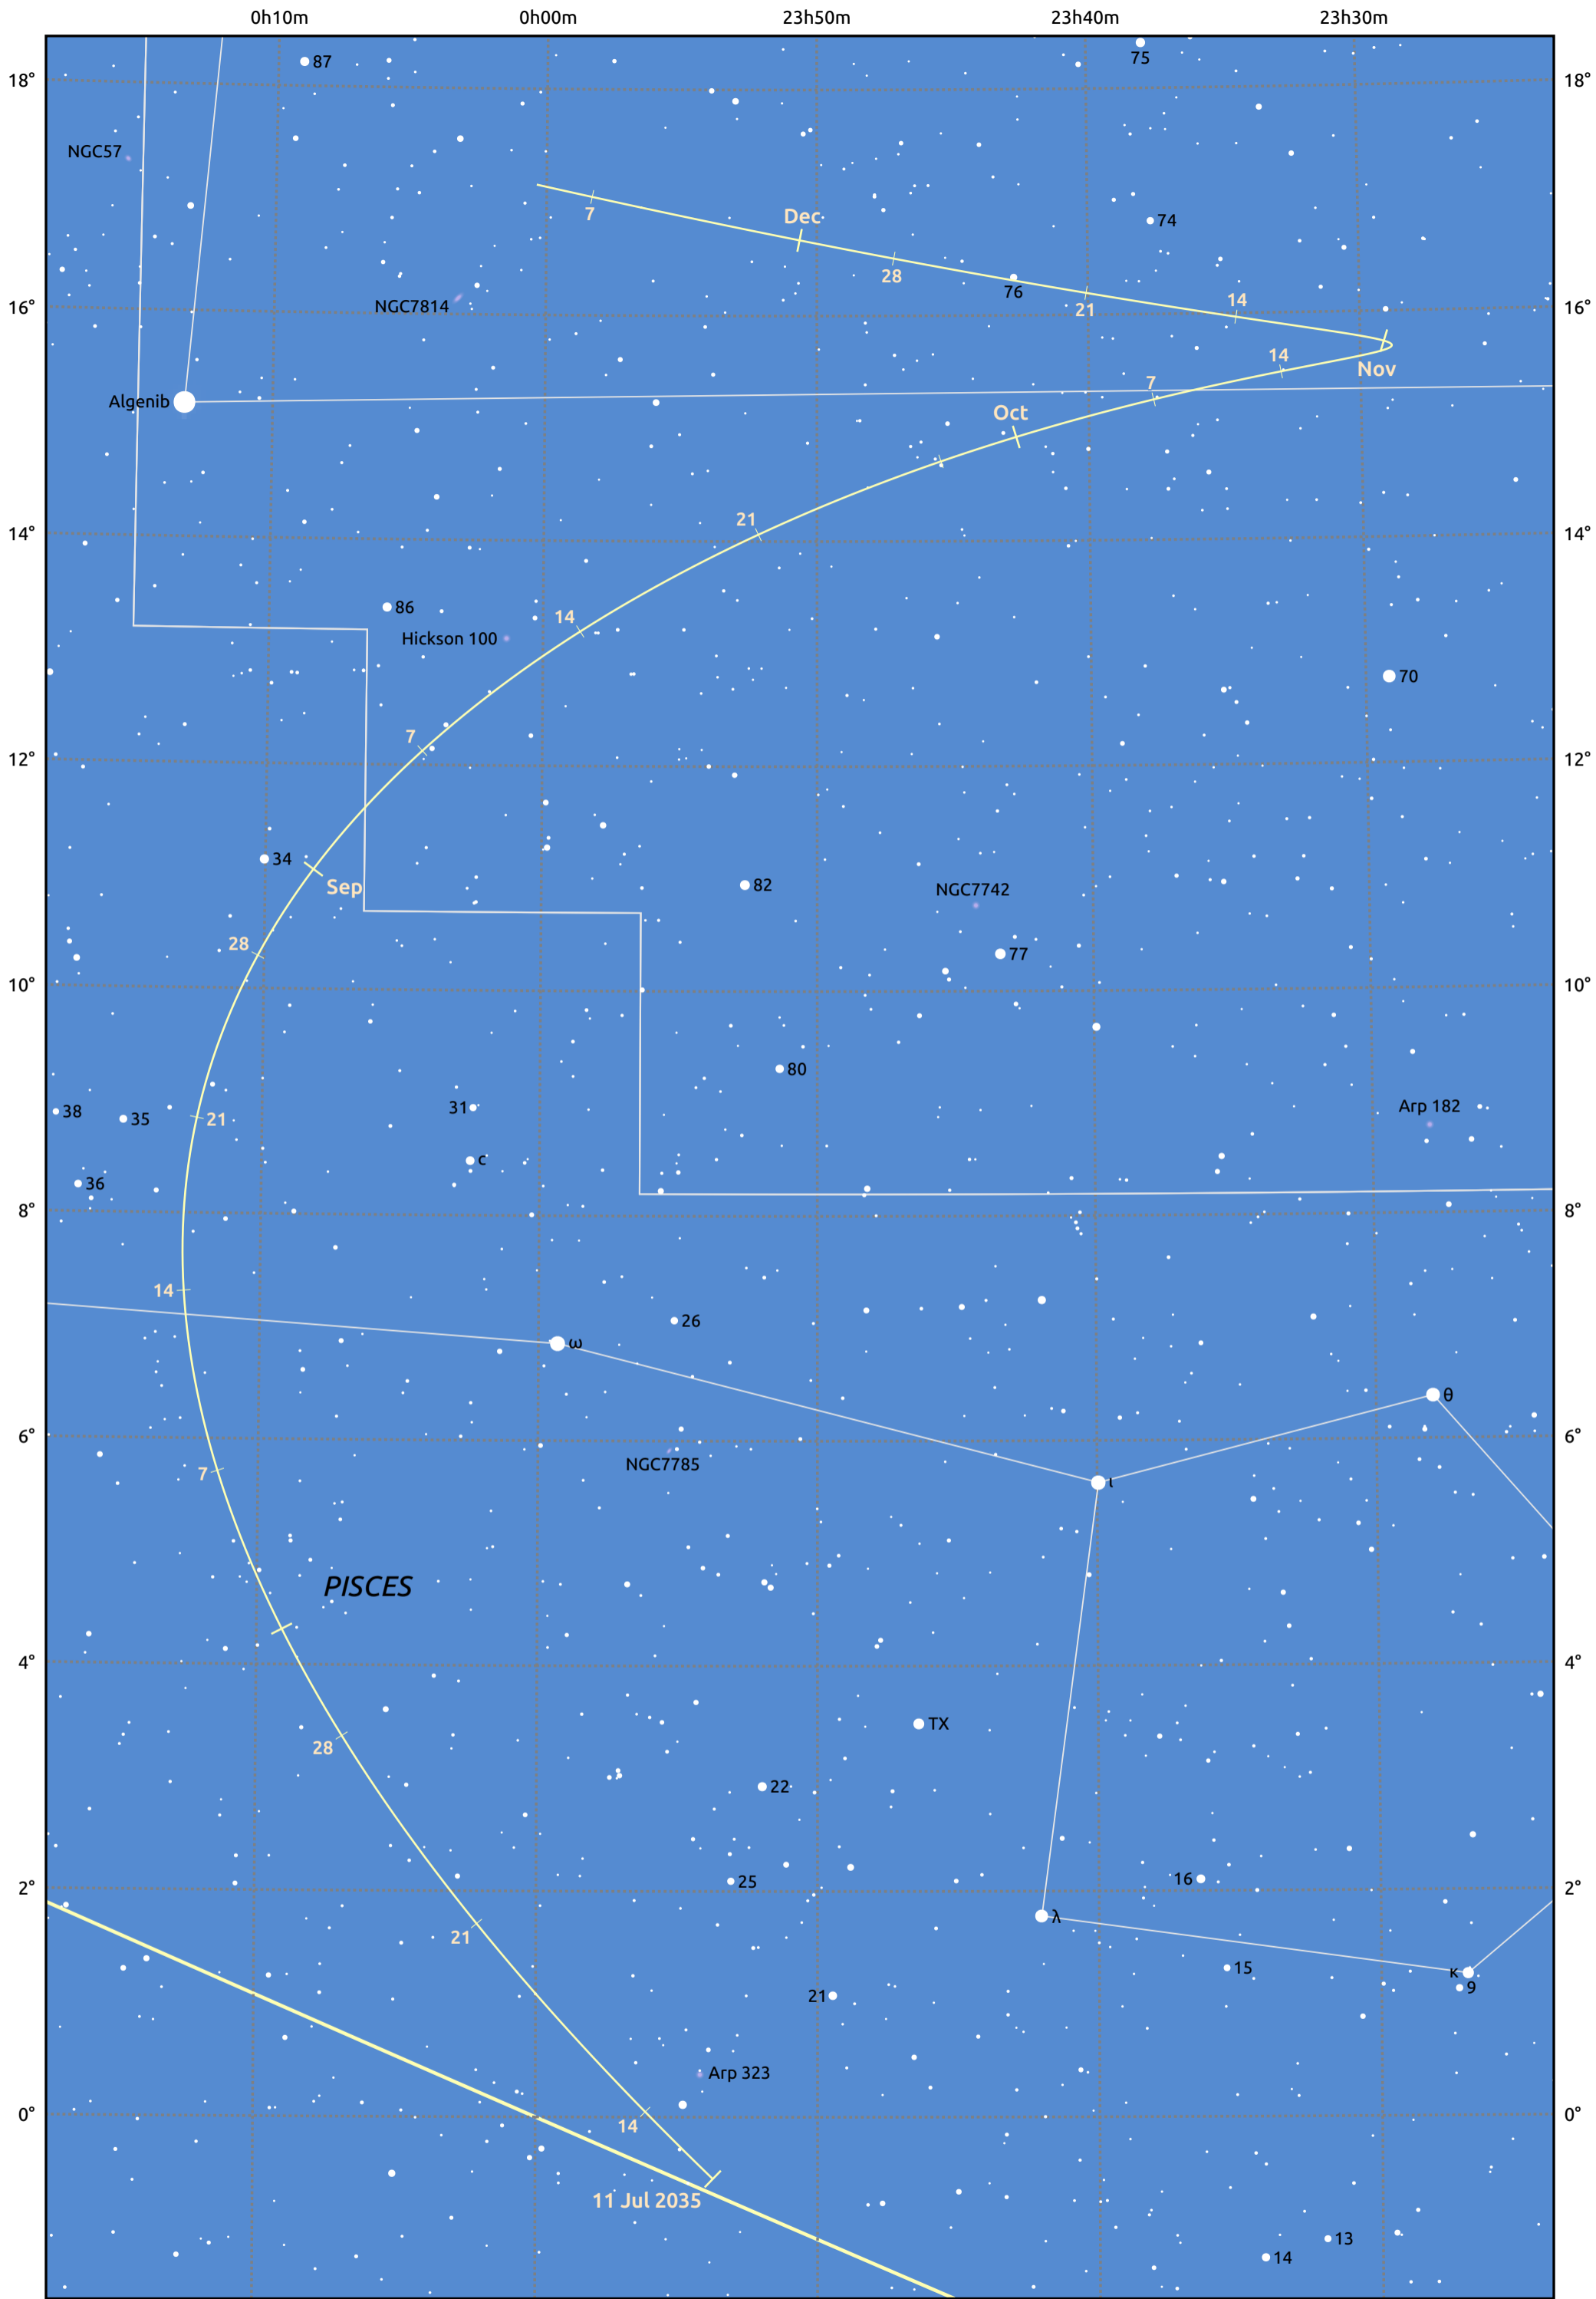 0h10m 0h00m 23h50m 23h40m 23h30m
75
87
18° 18°
NGC57
7
Dec
74
28
76
14
21
NGC7814
16° 16°
14
Nov
7
Algenib
Oct
21
14° 14°
86
14
Hickson 100
70
7
12° 12°
34
82
Sep
NGC7742
28
77
10° 10°
80
31
Arp 182
38
35
21
c
36
8° 8°
14
26
ω
θ
6° 6°
NGC7785
7
ι
PISCES
4° 4°
TX
28
22
25
16
2° 2°
λ
21
15
κ
9
21
Arp 323
0° 0°
14
11 Jul 2035
13
14